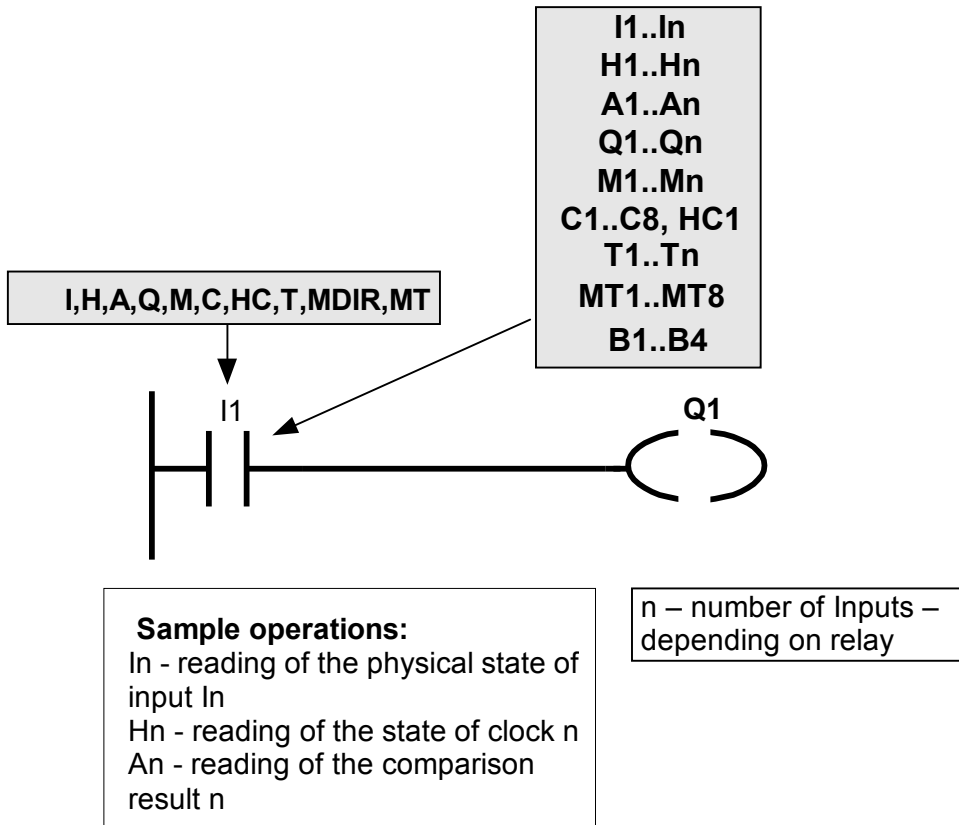 I1..In
H1..Hn
A1..An
Q1..Qn
M1..Mn
C1..C8, HC1
T1..Tn
MT1..MT8
B1..B4
I,H,A,Q,M,C,HC,T,MDIR,MT
I1
Q1
Sample operations:
In - reading of the physical state of
input In
Hn - reading of the state of clock n
An - reading of the comparison
result n
n – number of Inputs –
depending on relay